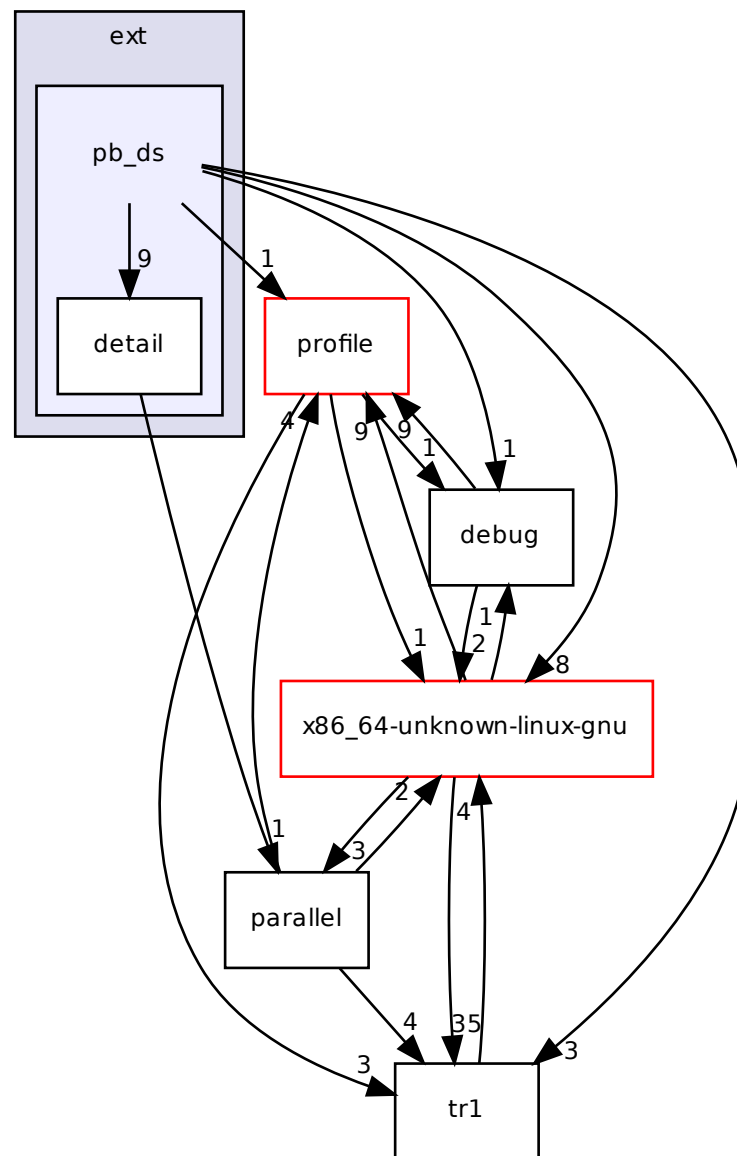 ext
pb_ds
9
1
detail
profile
4
9
9
1
1
debug
1
1
2
8
x86_64-unknown-linux-gnu
2
4
1
3
parallel
4
35
3
3
tr1